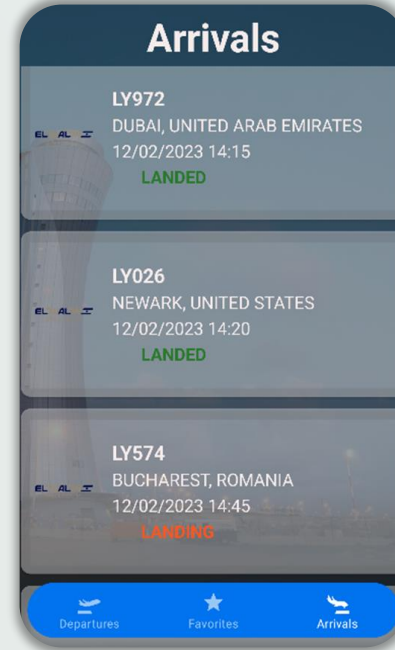 Arrivals
LY972
DUBAI, UNITED ARAB EMIRATES
EL AL
12/02/2023 14:15
LANDED
LY026
NEWARK, UNITED STATES
EL AL
12/02/2023 14:20
LANDED
LY574
BUCHAREST, ROMANIA
EL AL
12/02/2023 14:45
LANDING
Departures
Favorites
Arrivals